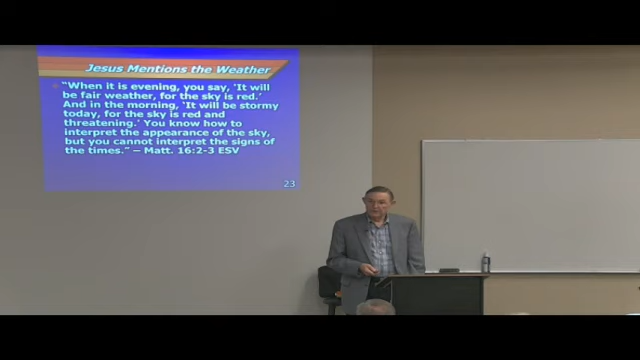 Jesus Mentions the Weather
“When it is evening, you say, ‘It will
be fair weather, for the sky is red.’
And in the morning, ‘It will be stormy
today, for the sky is red and
threatening.’ You know how to
interpret the appearance of the sky,
but you cannot interpret the signs of
the times.” – Matt. 16:2-3 ESV
23